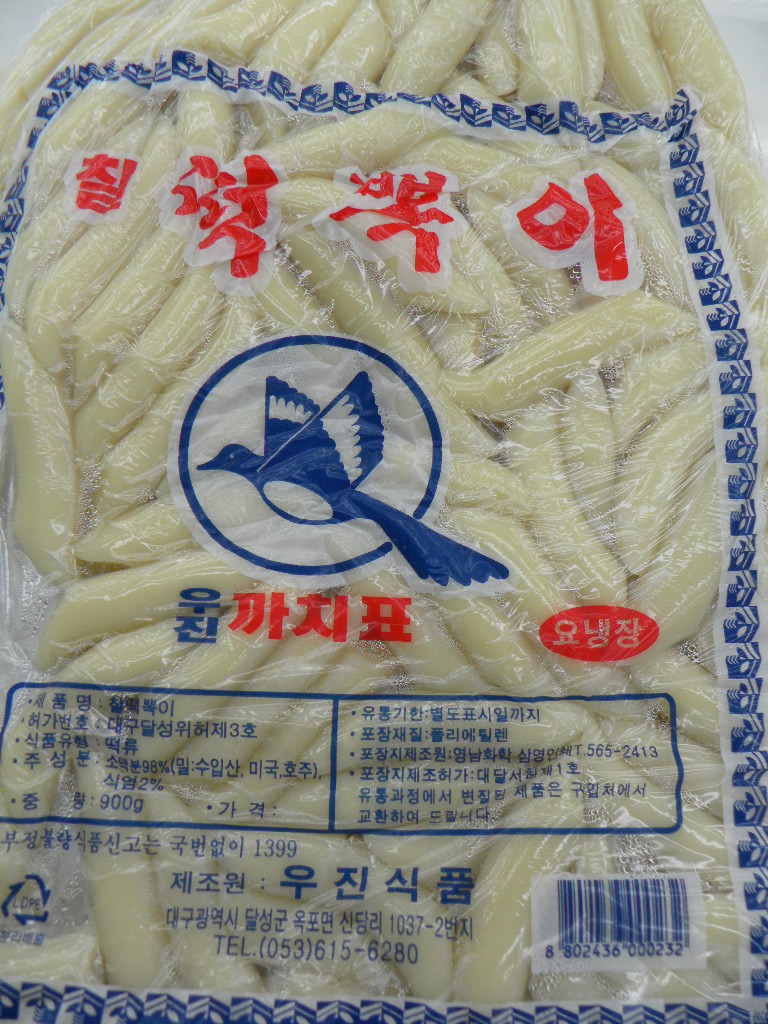 찰 떡뽁이
우진 까치표
요냉장
·제 품 명 : 찰떡뽁이
·허가번호 : 대구달성위허제3호
·식품유형 : 떡류
·주 성 분 : 소맥분98%(밀:수입산, 미국,호주),
식염2%
·중 량 : 900g ·가 격 :
·유통기한:별도표시일까지
·포장재질:폴리에틸렌
·포장지제조원:영남화학 삼영인쇄T.565-2413
·포장지제조허가:대달서허제1호
유통과정에서 변질된 제품은 구입처에서
교환하여 드립니다
부정불량식품신고는 국번없이 1399
LDPE
분리배출
제조원 : 우진식품
대구광역시 달성군 옥포면 신당리 1037-2번지
TEL.(053)615-6280
8 802436 000232